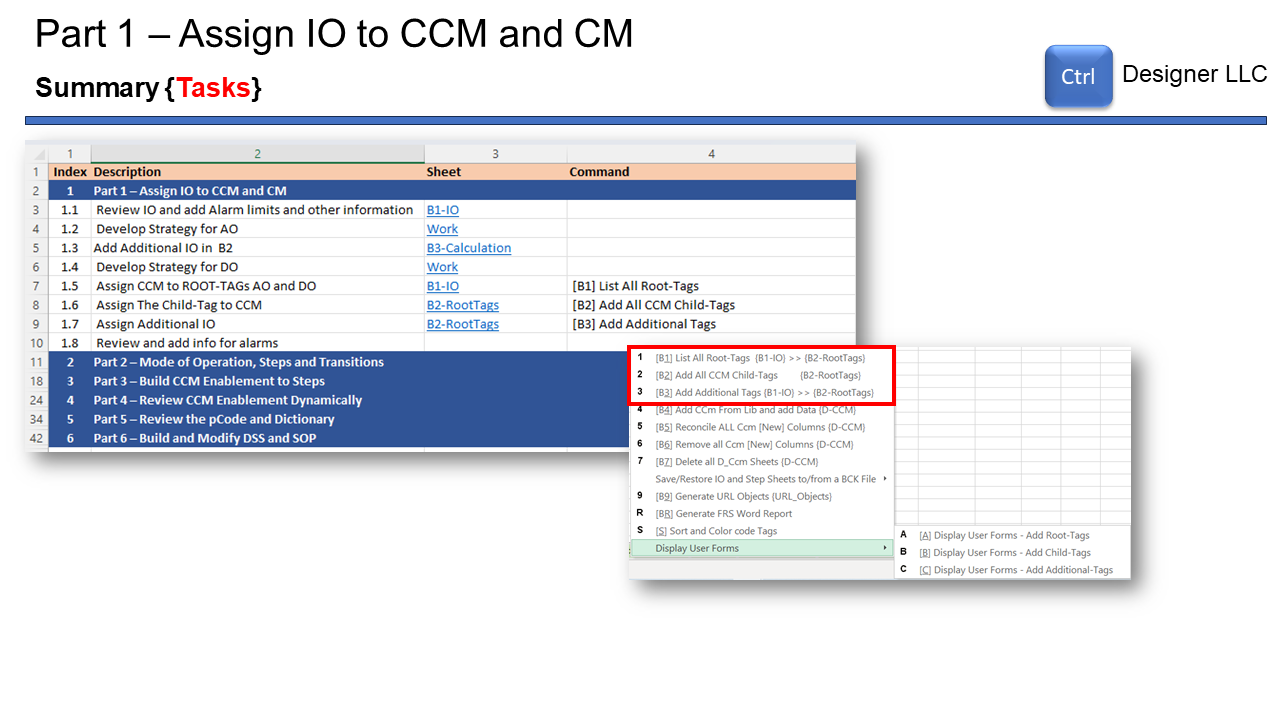 Part 1 – Assign IO to CCM and CM
Summary {Tasks}
Ctrl
Designer LLC
1 2 3 4
1 Index Description Sheet Command
2 1 Part 1 – Assign IO to CCM and CM
3 1.1 Review IO and add Alarm limits and other information B1-IO
4 1.2 Develop Strategy for AO Work
5 1.3 Add Additional IO in B2 B3-Calculation
6 1.4 Develop Strategy for DO Work
7 1.5 Assign CCM to ROOT-TAGs AO and DO B1-IO [B1] List All Root-Tags
8 1.6 Assign The Child-Tag to CCM B2-RootTags [B2] Add All CCM Child-Tags
9 1.7 Assign Additional IO B2-RootTags [B3] Add Additional Tags
10 1.8 Review and add info for alarms
11 2 Part 2 – Mode of Operation, Steps and Transitions
18 3 Part 3 – Build CCM Enablement to Steps
24 4 Part 4 – Review CCM Enablement Dynamically
34 5 Part 5 – Review the pCode and Dictionary
42 6 Part 6 – Build and Modify DSS and SOP
1 [B1] List All Root-Tags {B1-IO} >> {B2-RootTags}
2 [B2] Add All CCM Child-Tags {B2-RootTags}
3 [B3] Add Additional Tags {B1-IO} >> {B2-RootTags}
4 [B4] Add CCm From Lib and add Data {D-CCM}
5 [B5] Reconcile ALL Ccm [New] Columns {D-CCM}
6 [B6] Remove all Ccm [New] Columns {D-CCM}
7 [B7] Delete all D_Ccm Sheets {D-CCM}
Save/Restore IO and Step Sheets to/from a BCK File
9 [B9] Generate URL Objects {URL_Objects}
R [BR] Generate FRS Word Report
S [S] Sort and Color code Tags
Display User Forms
A [A] Display User Forms - Add Root-Tags
B [B] Display User Forms - Add Child-Tags
C [C] Display User Forms - Add Additional-Tags